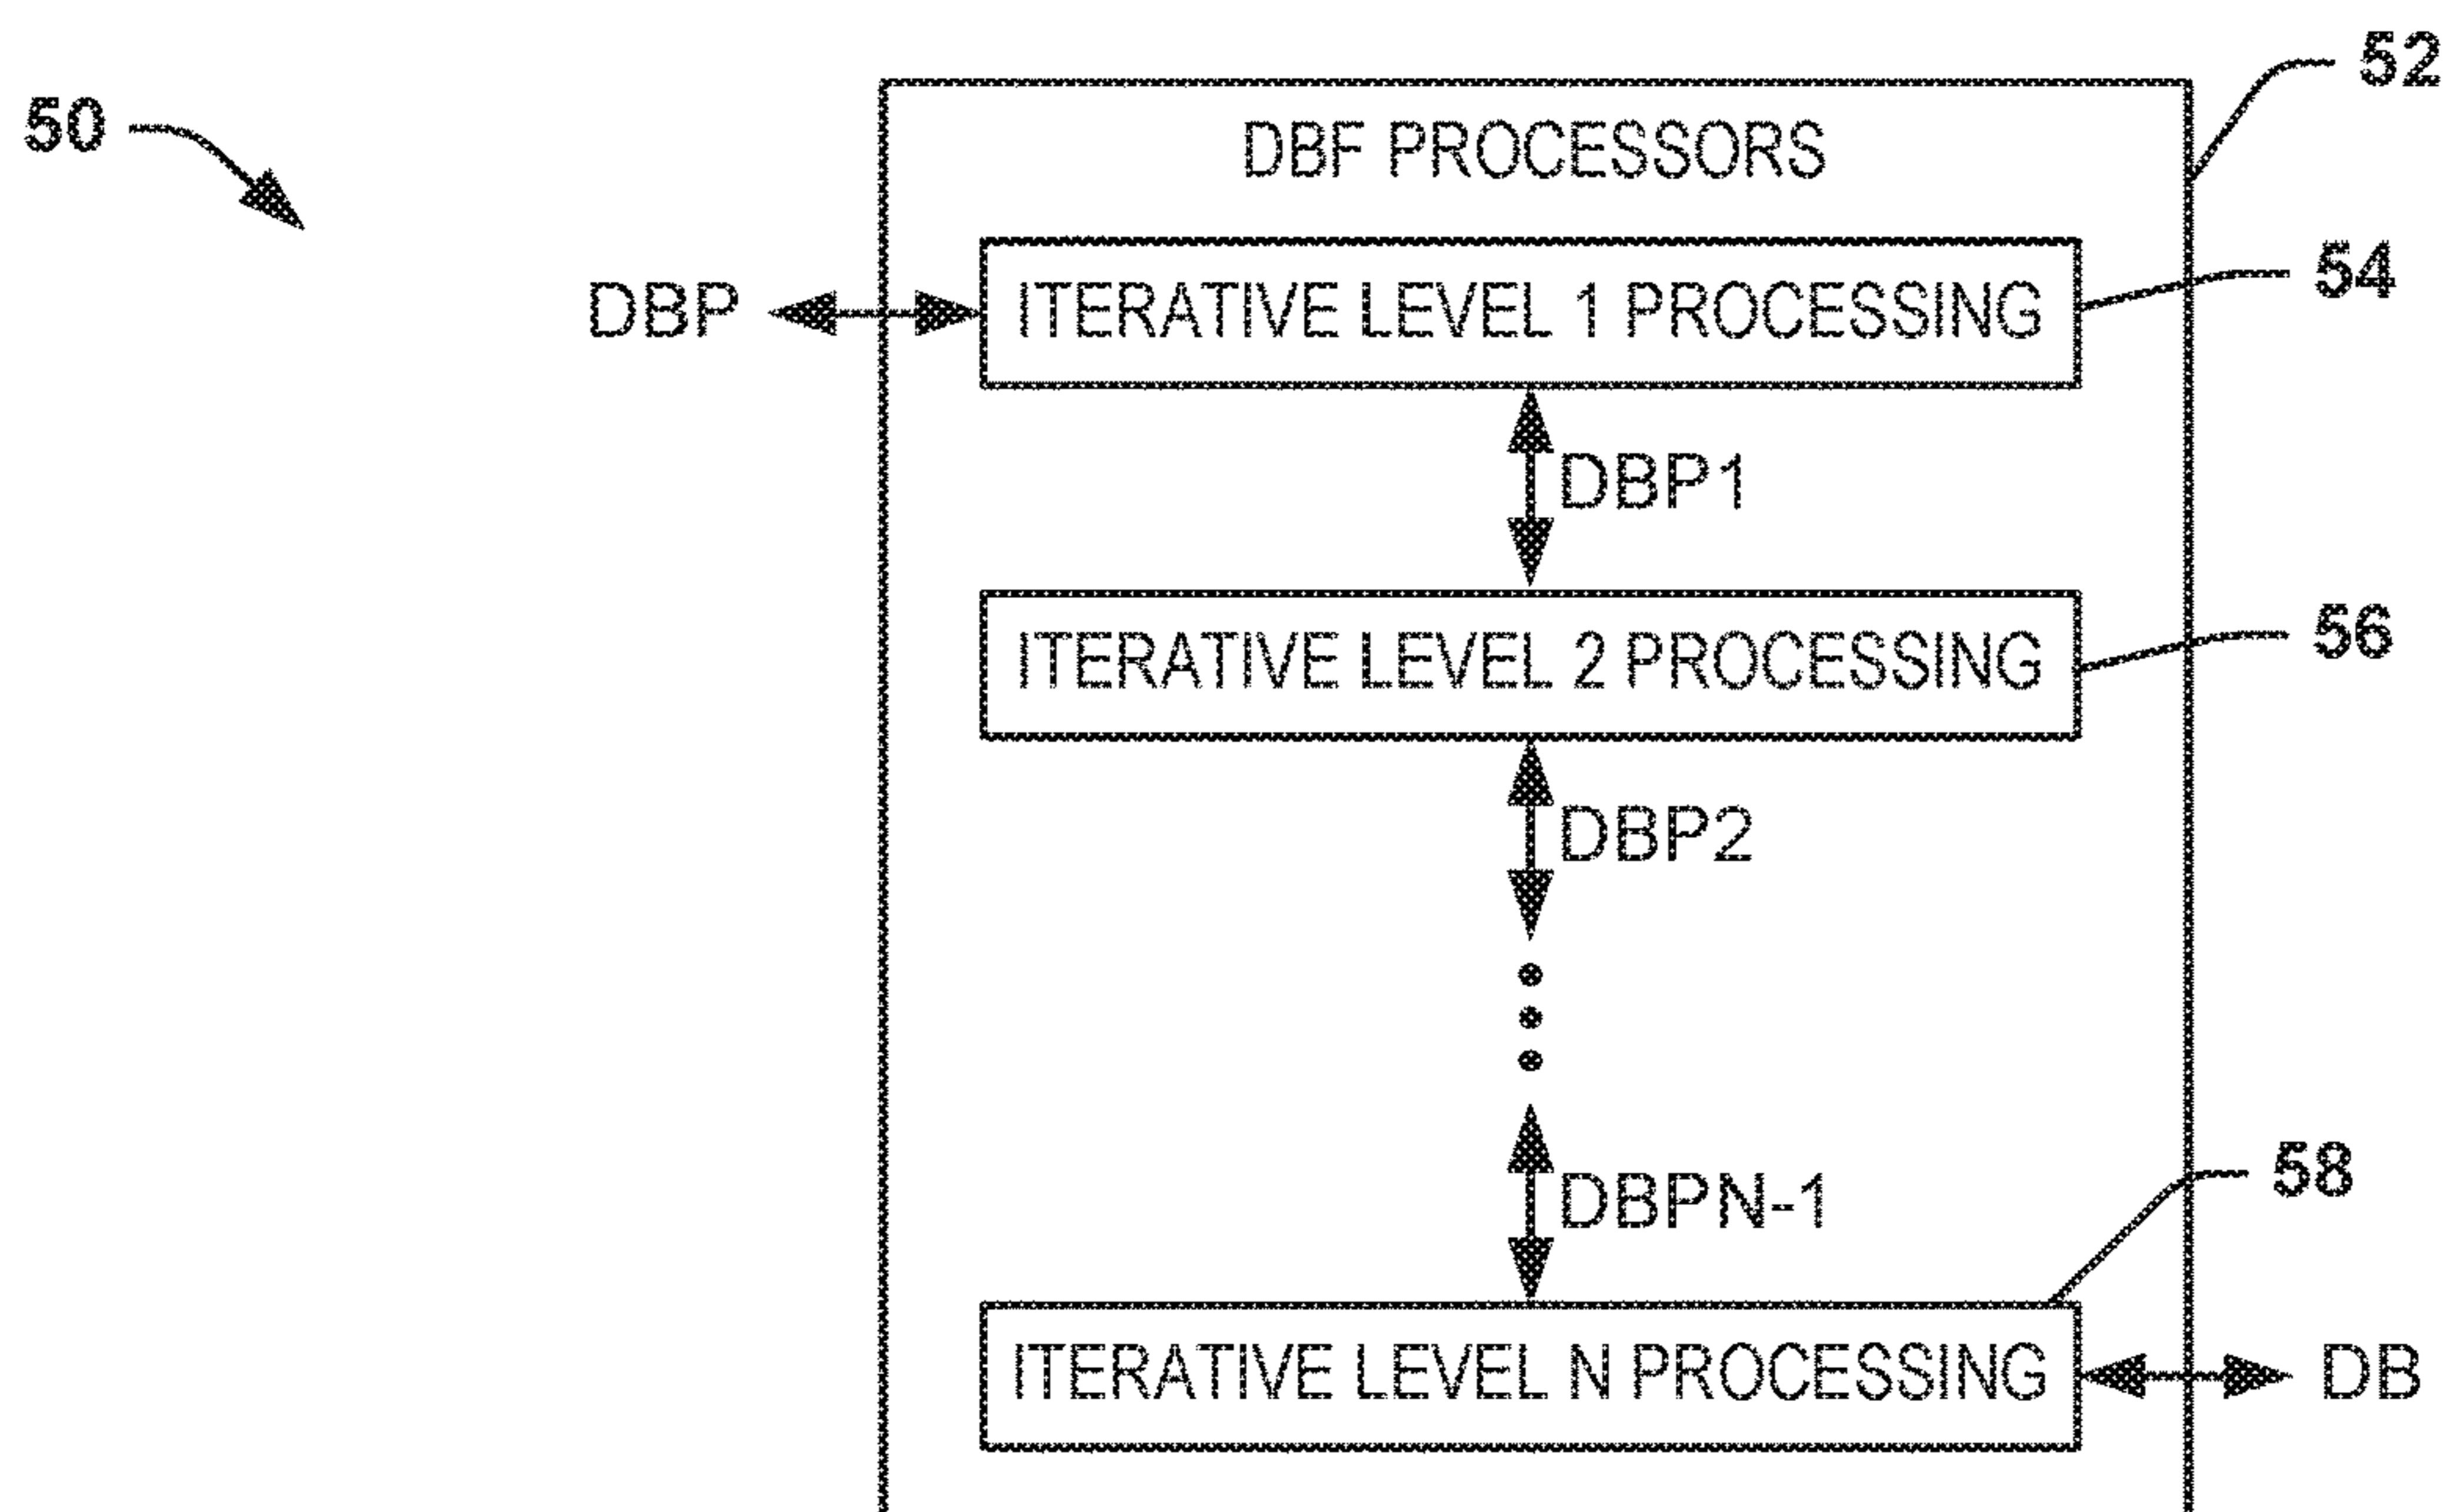 52
50
DBF PROCESSORS
54
DBP
ITERATIVE LEVEL 1 PROCESSING
DBP1
56
ITERATIVE LEVEL 2 PROCESSING
DBP2
58
DBPN-1
ITERATIVE LEVEL N PROCESSING
DB